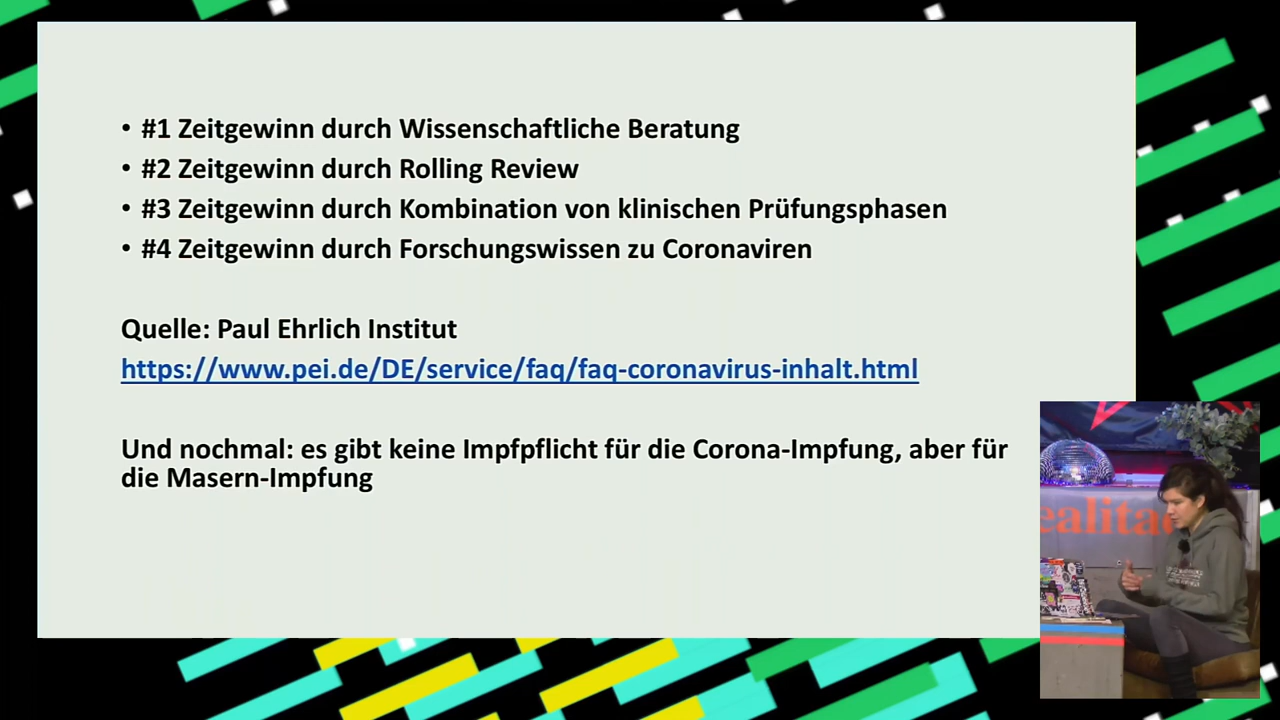 • #1 Zeitgewinn durch Wissenschaftliche Beratung
• #2 Zeitgewinn durch Rolling Review
• #3 Zeitgewinn durch Kombination von klinischen Prüfungsphasen
• #4 Zeitgewinn durch Forschungswissen zu Coronaviren
Quelle: Paul Ehrlich Institut
https://www.pei.de/DE/service/faq/faq-coronavirus-inhalt.html
Und nochmal: es gibt keine Impfpflicht für die Corona-Impfung, aber für
die Masern-Impfung
ealita